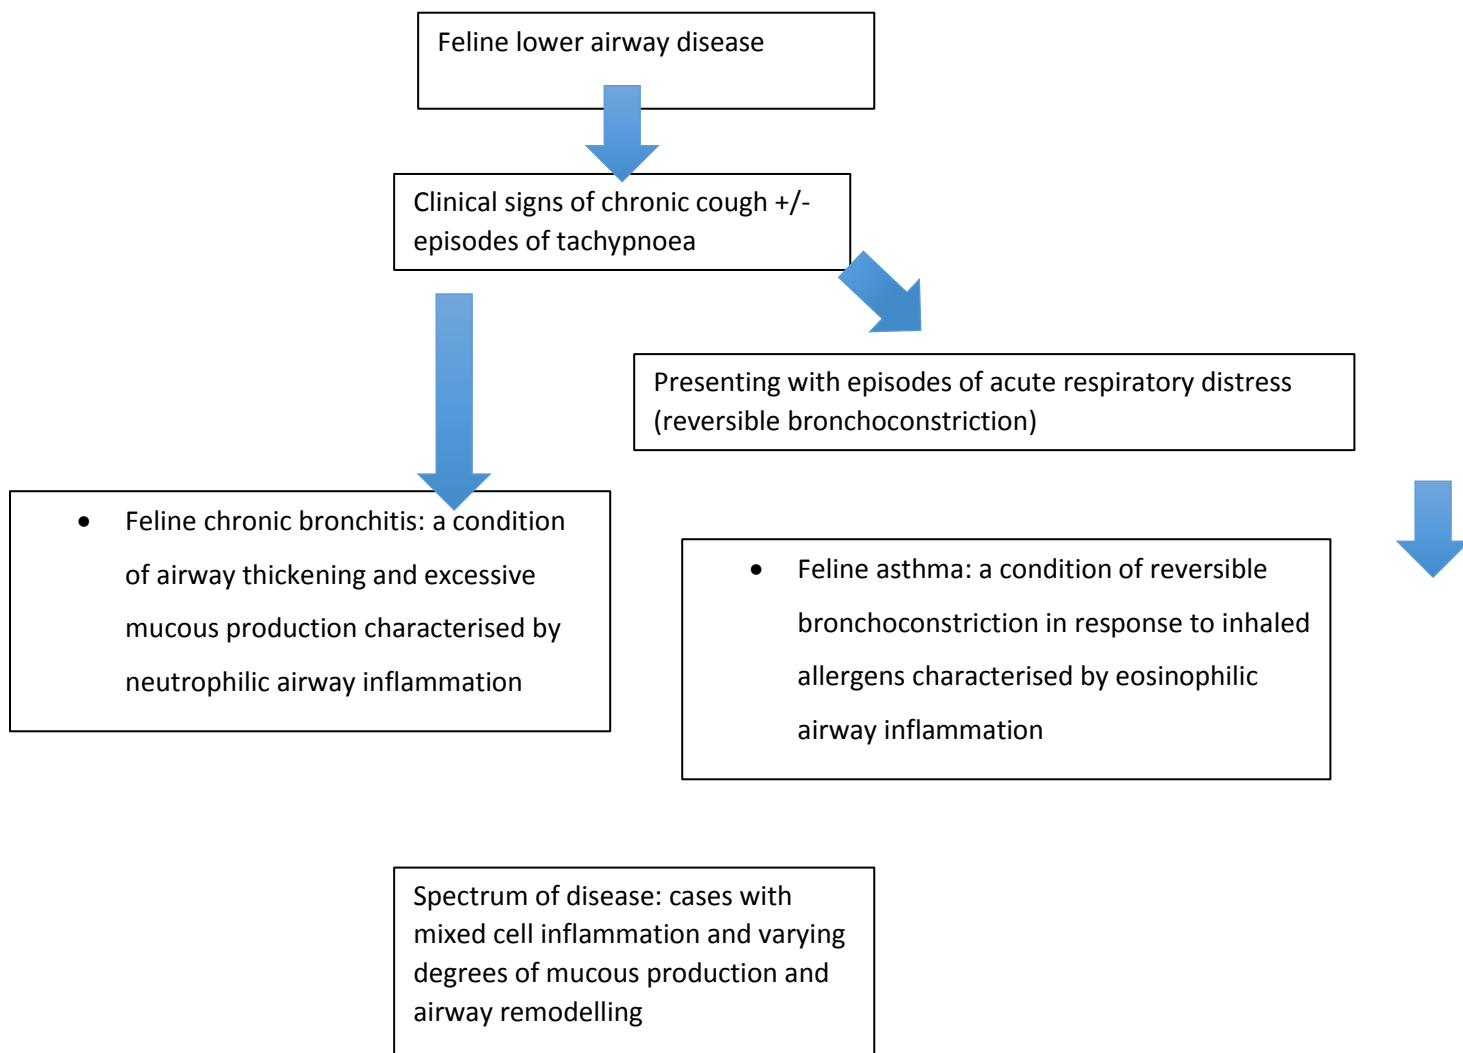 Feline lower airway disease
Clinical signs of chronic cough +/-
episodes of tachypnoea
Presenting with episodes of acute respiratory distress
(reversible bronchoconstriction)
• Feline chronic bronchitis: a condition
of airway thickening and excessive
mucous production characterised by
neutrophilic airway inflammation
• Feline asthma: a condition of reversible
bronchoconstriction in response to inhaled
allergens characterised by eosinophilic
airway inflammation
Spectrum of disease: cases with
mixed cell inflammation and varying
degrees of mucous production and
airway remodelling